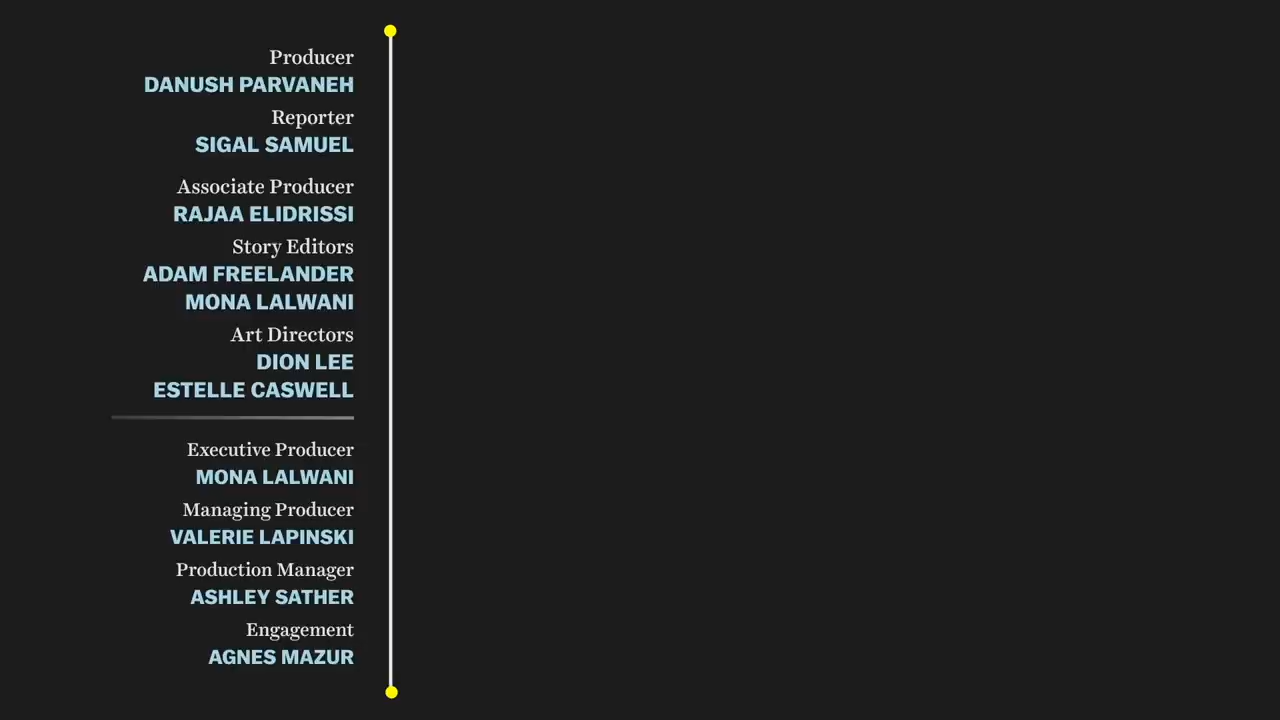 Producer
DANUSH PARVANEH
Reporter
SIGAL SAMUEL
Associate Producer
RAJAA ELIDRISSI
Story Editors
ADAM FREELANDER
MONA LALWANI
Art Directors
DION LEE
ESTELLE CASWELL
Executive Producer
MONA LALWANI
Managing Producer
VALERIE LAPINSKI
Production Manager
ASHLEY SATHER
Engagement
AGNES MAZUR